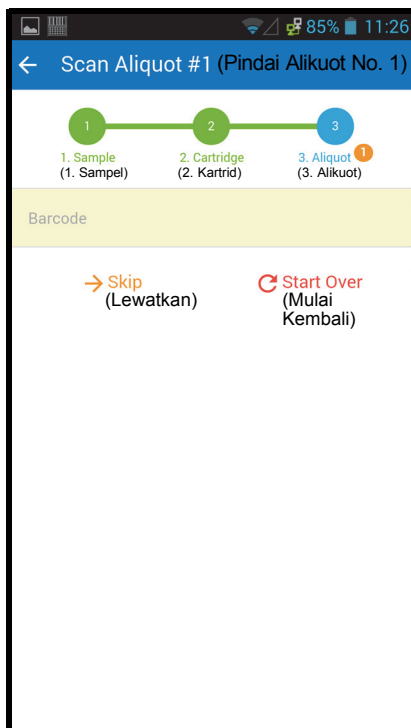 85% 11:26
Scan Aliquot #1 (Pindai Alikuot No. 1)
1 2 3
1. Sample 2. Cartridge 3. Aliquot 1
(1. Sampel) (2. Kartrid) (3. Alikuot)
Barcode
Skip Start Over
(Lewatkan) (Mulai
Kembali)